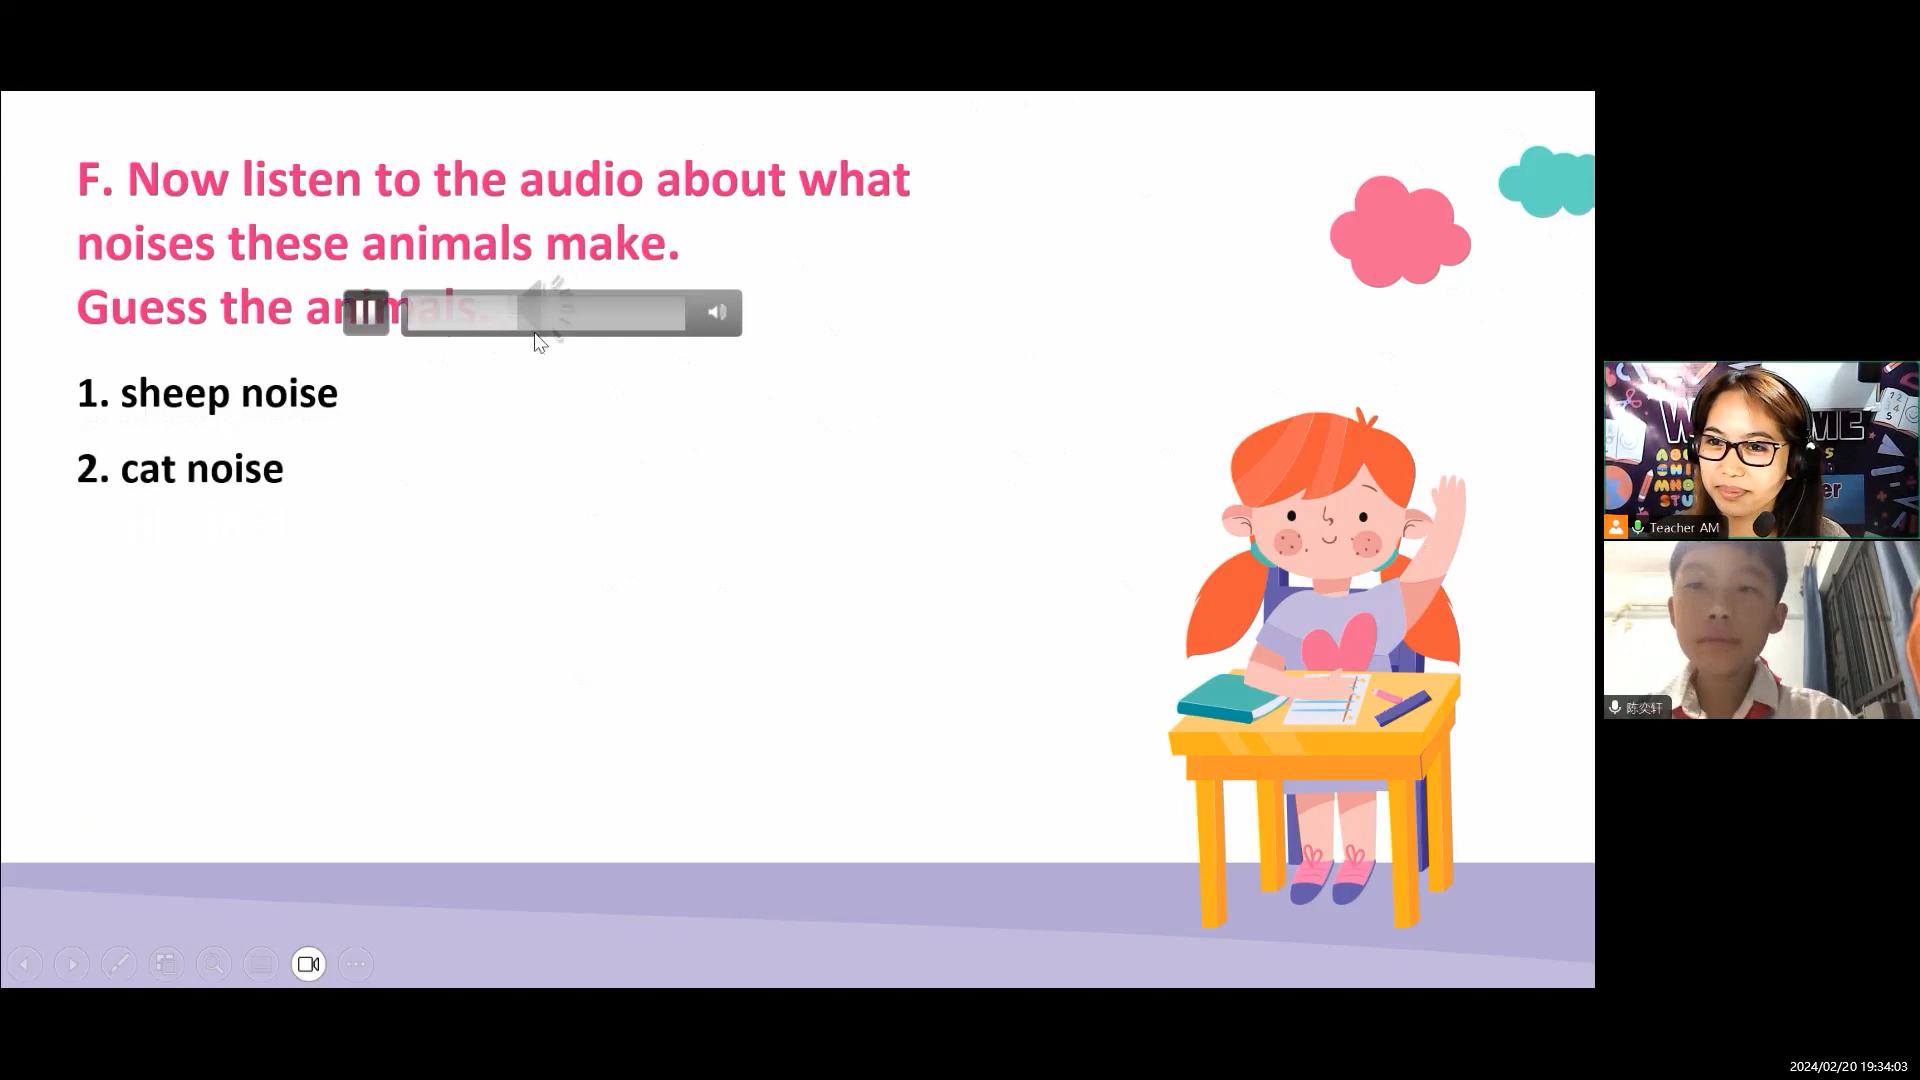 F. Now listen to the audio about what
noises these animals make.
Guess the animals.
1. sheep noise
2. cat noise
Teacher AM
陈奕轩
2024/02/20 19:34:03